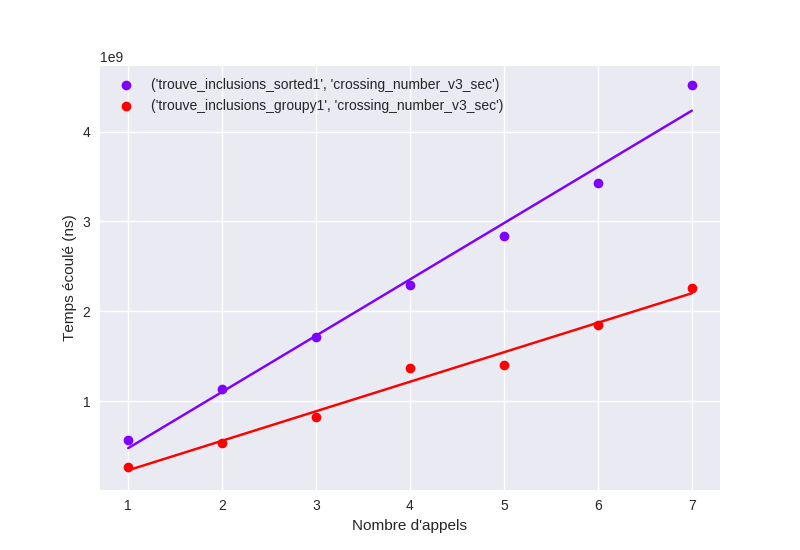 1e9
('trouve_inclusions_sorted1', 'crossing_number_v3_sec')
('trouve_inclusions_groupy1', 'crossing_number_v3_sec')
4
3
2
1
Temps écoulé (ns)
1 2 3 4 5 6 7
Nombre d'appels